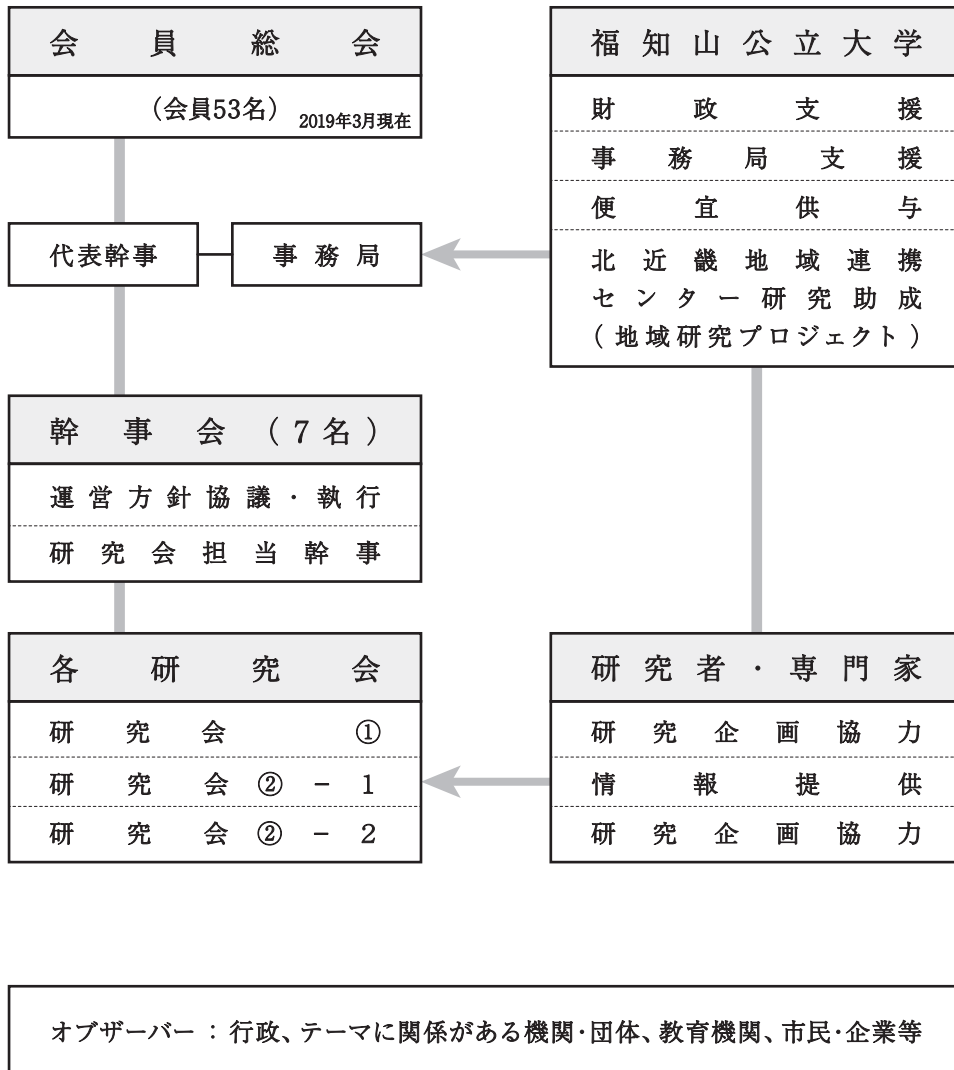 会員総会
（会員53名） 2019年3月現在
代表幹事
事務局
幹事会（7名）
運営方針協議・執行
研究会担当幹事
各研究会
研究会①
研究会②－1
研究会②－2
福知山公立大学
財政支援
事務局支援
便宜供与
北近畿地域連携
センター研究助成
（地域研究プロジェクト）
研究者・専門家
研究企画協力
情報提供
研究企画協力
オブザーバー：行政、テーマに関係がある機関・団体、教育機関、市民・企業等